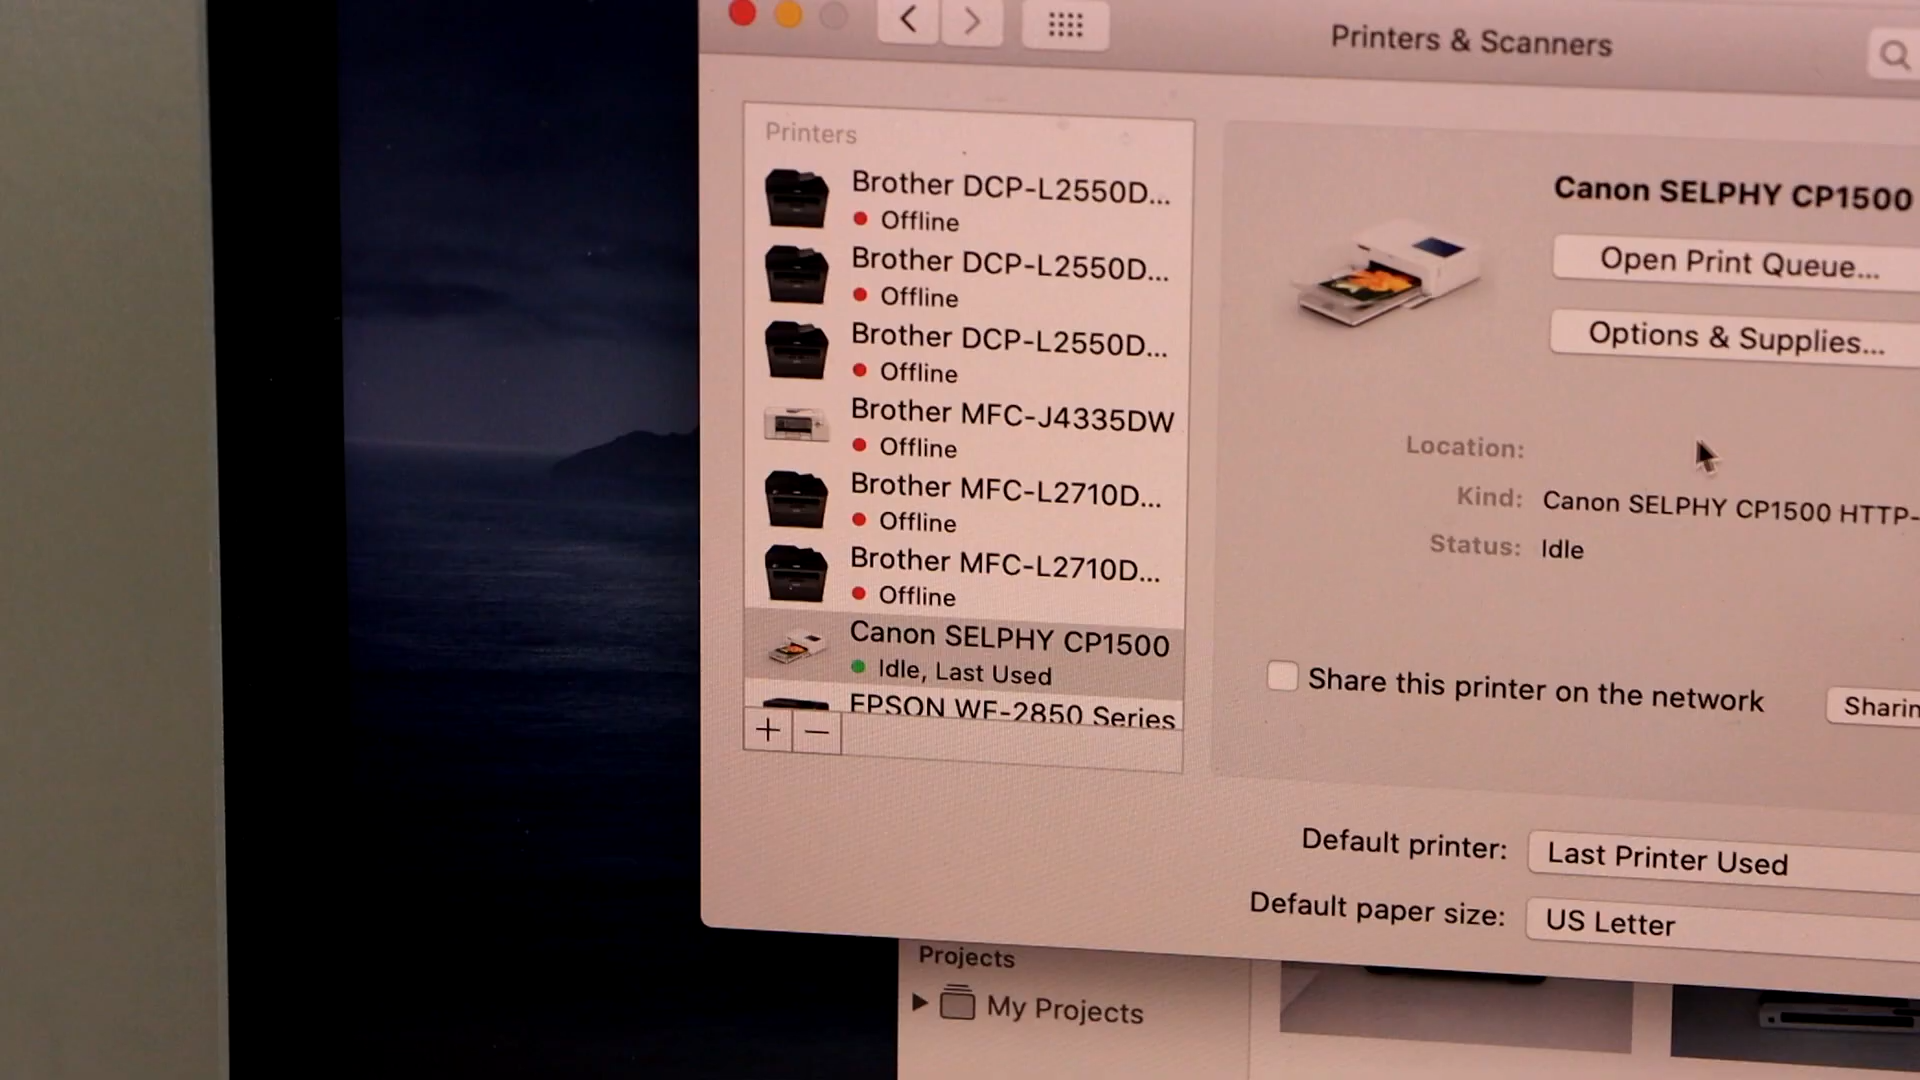 Printers & Scanners
Printers
Brother DCP-L2550D...
Offline
Brother DCP-L2550D...
Offline
Brother DCP-L2550D...
Offline
Brother MFC-J4335DW
Offline
Brother MFC-L2710D...
Offline
Brother MFC-L2710D...
Offline
Canon SELPHY CP1500
Idle, Last Used
EPSON WF-2850 Series
+ −
Canon SELPHY CP1500
Open Print Queue...
Options & Supplies...
Location:
Kind: Canon SELPHY CP1500 HTTP-
Status: Idle
Share this printer on the network
Sharin
Default printer: Last Printer Used
Default paper size: US Letter
Projects
My Projects